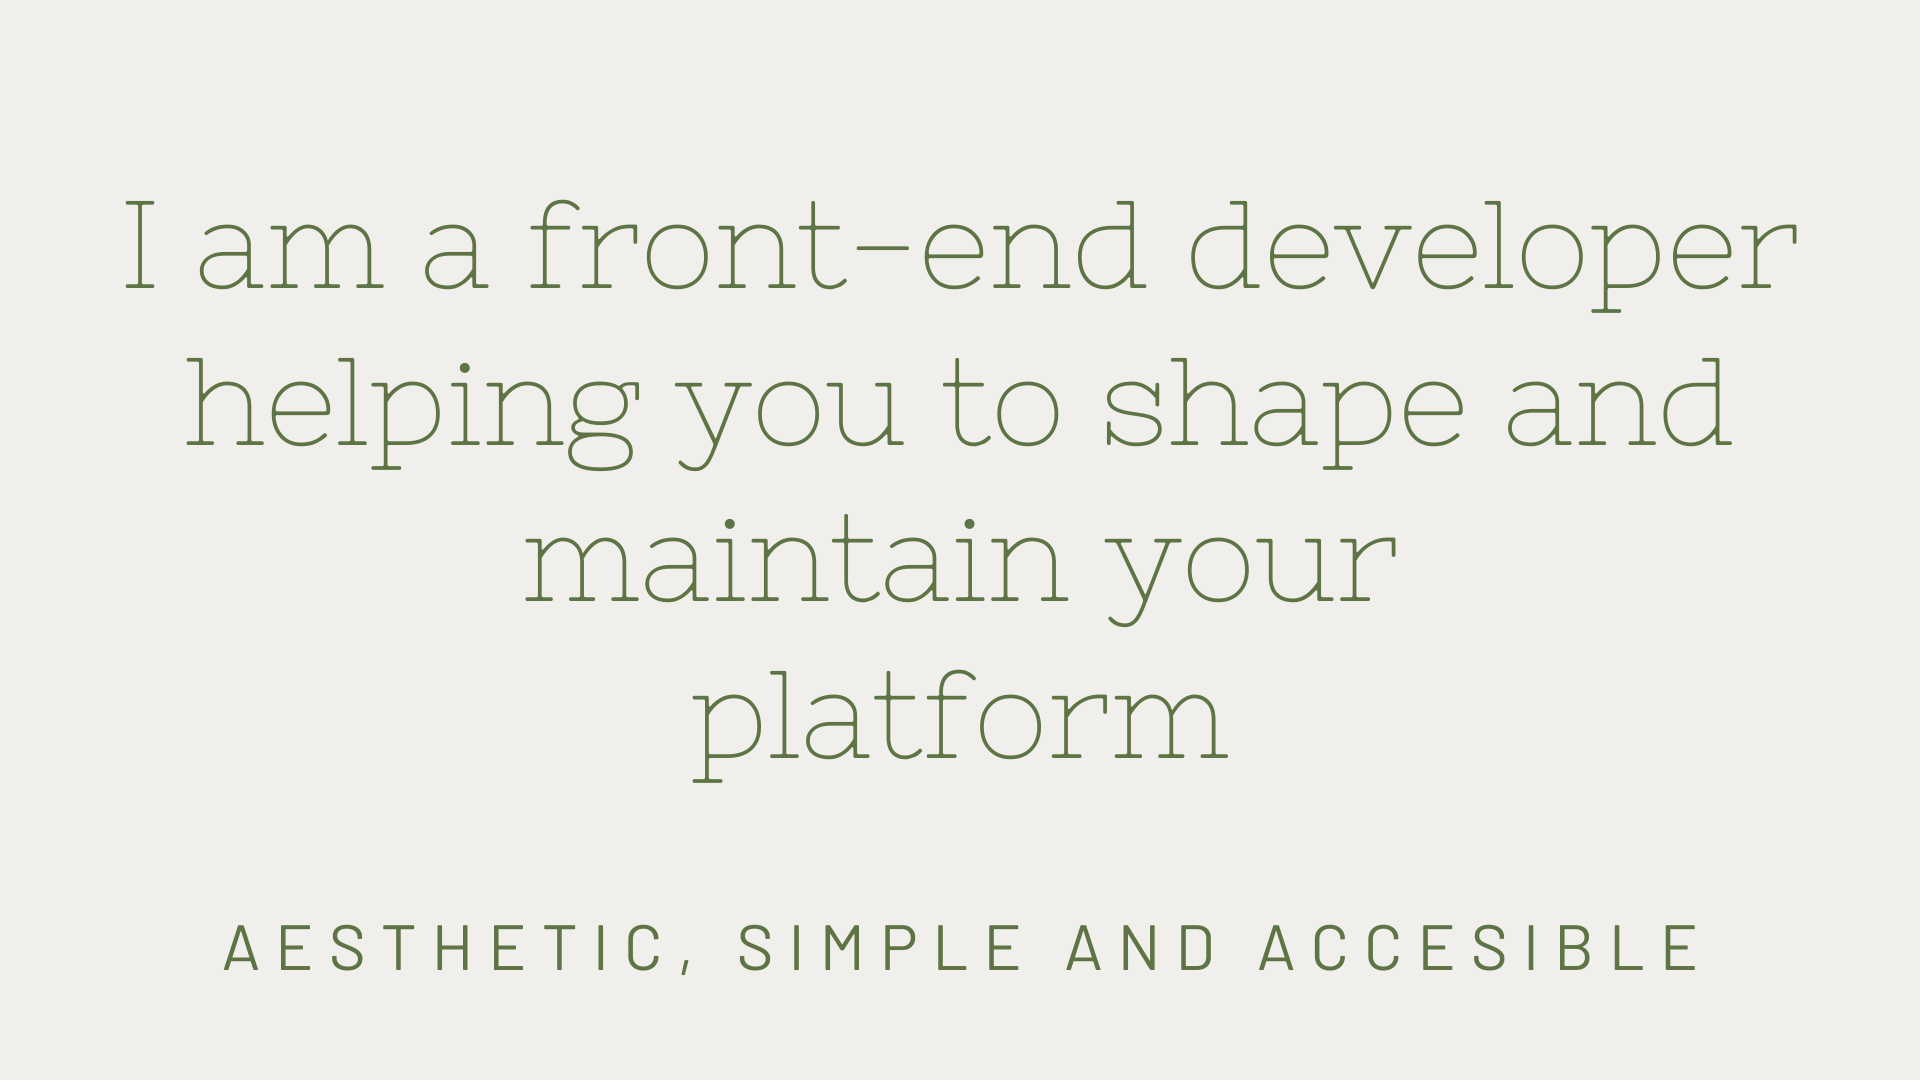 I am a front-end developer
helping you to shape and
maintain your
platform
AESTHETIC, SIMPLE AND ACCESIBLE